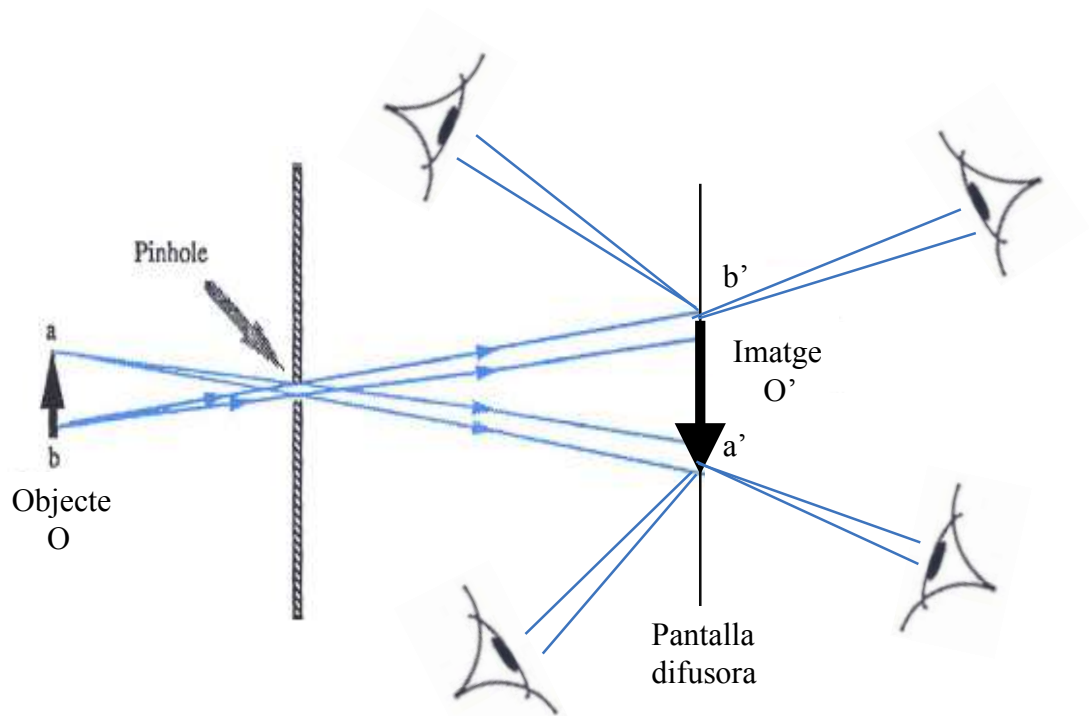 Pinhole
a
b
Objecte
O
b’
Imatge
O’
a’
Pantalla
difusora